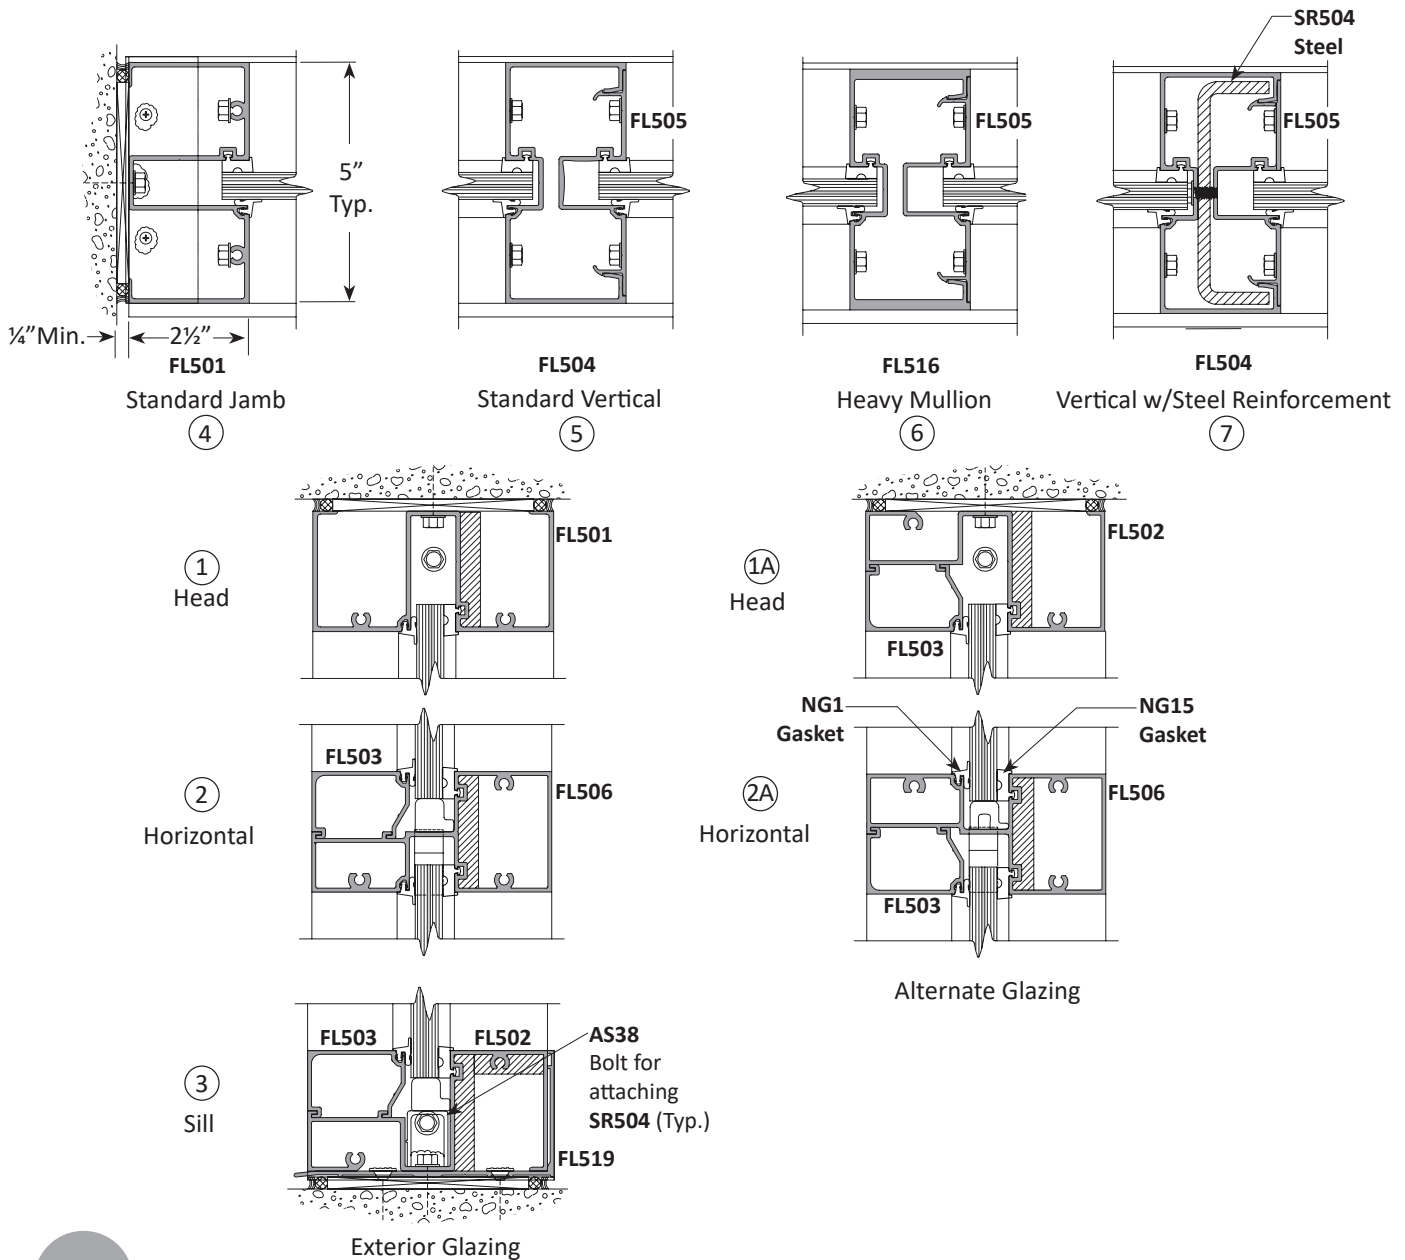 SR504
Steel
FL505
FL505
FL505
5”
Typ.
¼”Min.
2½”
FL501
Standard Jamb
4
FL504
Standard Vertical
5
FL516
Heavy Mullion
6
FL504
Vertical w/Steel Reinforcement
7
FL501
1
Head
FL502
1A
Head
FL503
FL503
FL506
2
Horizontal
NG1
Gasket
NG15
Gasket
FL506
2A
Horizontal
FL503
Alternate Glazing
FL503
FL502
AS38
Bolt for
attaching
SR504 (Typ.)
3
Sill
FL519
Exterior Glazing